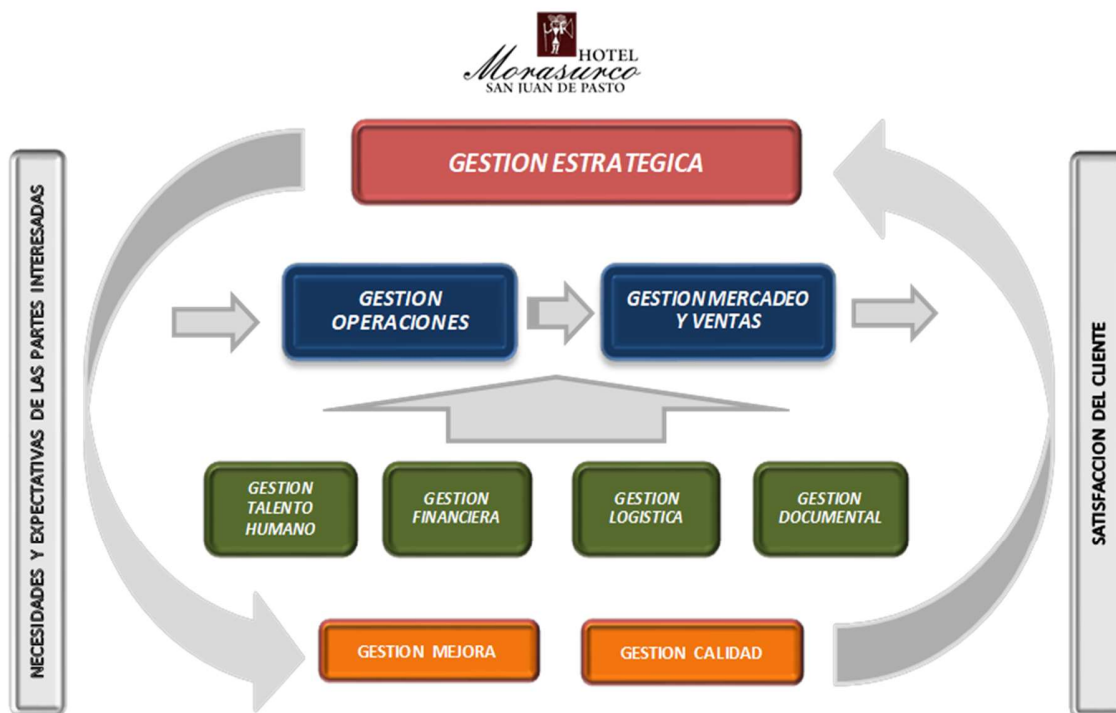 HOTEL
Morasurco
SAN JUAN DE PASTO
GESTION ESTRATEGICA
NECESIDADES Y EXPECTATIVAS DE LAS PARTES INTERESADAS
GESTION
OPERACIONES
GESTION MERCADEO
Y VENTAS
GESTION
TALENTO
HUMANO
GESTION
FINANCIERA
GESTION
LOGISTICA
GESTION
DOCUMENTAL
GESTION MEJORA
GESTION CALIDAD
SATISFACCION DEL CLIENTE